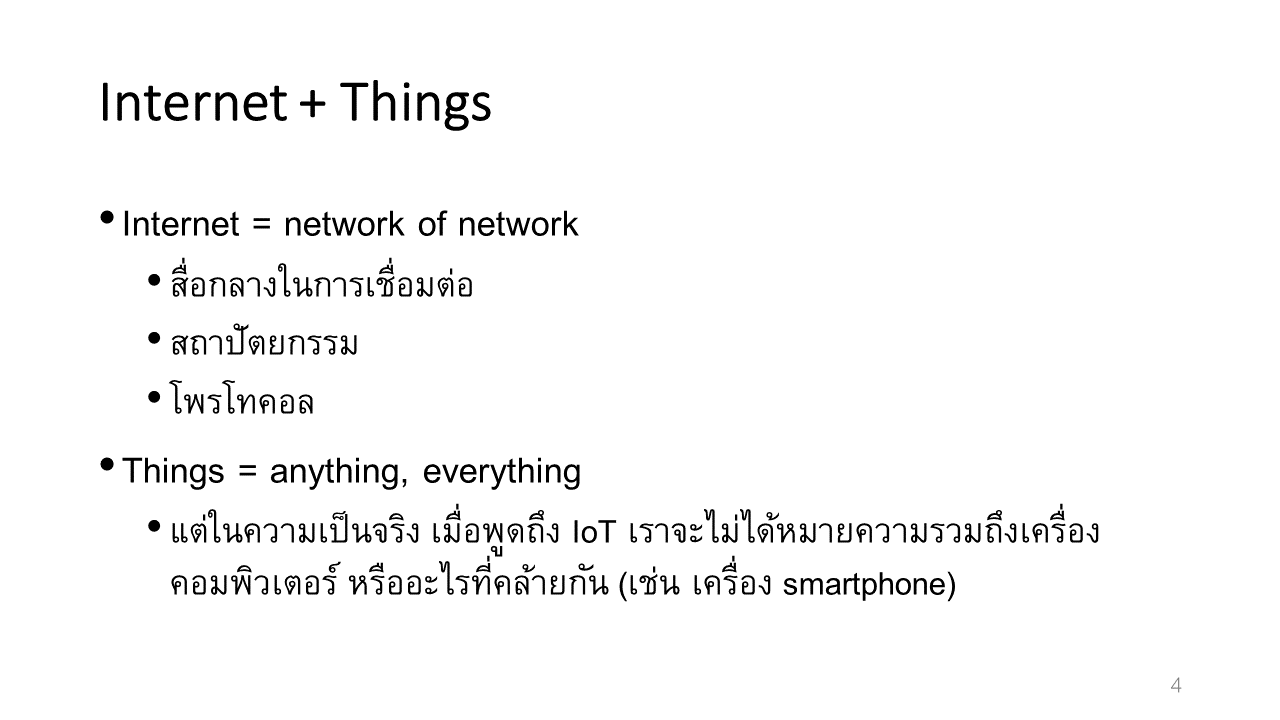 Internet + Things
• Internet = network of network
• สื่อกลางในการเชื่อมต่อ
• สถาปัตยกรรม
• โพรโทคอล
• Things = anything, everything
• แต่ในความเป็นจริง เมื่อพูดถึง IoT เราจะไม่ได้หมายความรวมถึงเครื่อง
คอมพิวเตอร์ หรืออะไรที่คล้ายกัน (เช่น เครื่อง smartphone)
4